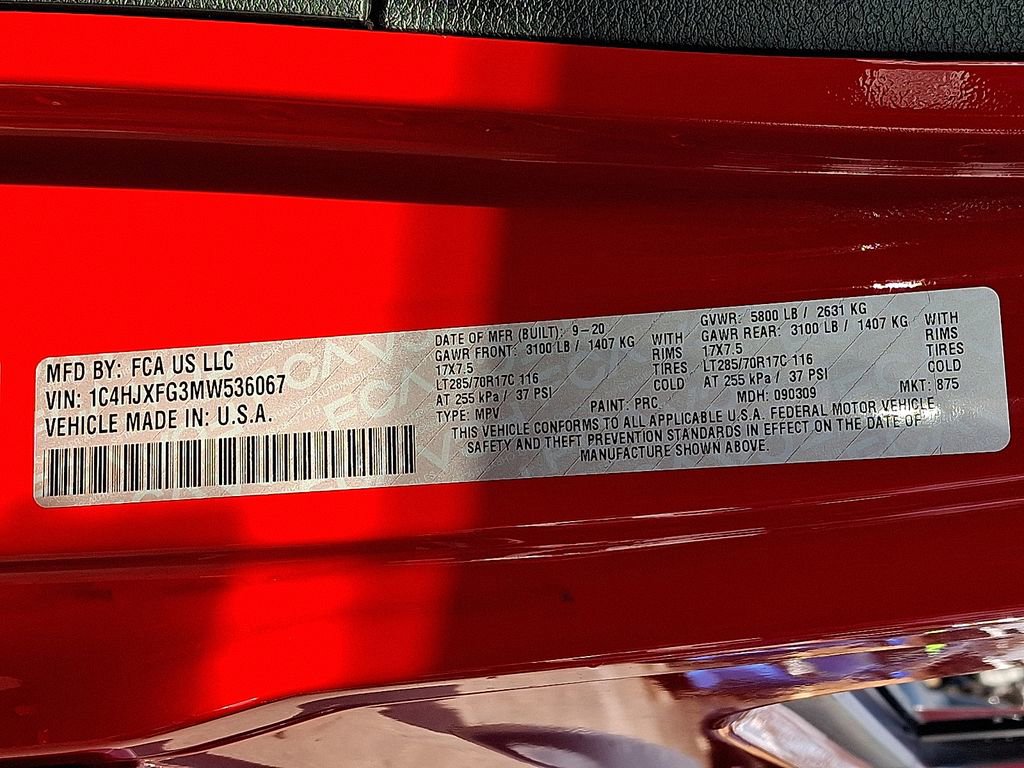 MFD BY: FCA US LLC
VIN: 1C4HJXFG3MW536067
VEHICLE MADE IN: U.S.A.
DATE OF MFR (BUILT): 9-20
GAWR FRONT: 3100 LB / 1407 KG WITH
17X7.5 RIMS
LT285/70R17C 116 TIRES
AT 255 kPa / 37 PSI COLD
TYPE: MPV PAINT: PRC
GVWR: 5800 LB / 2631 KG
GAWR REAR: 3100 LB / 1407 KG WITH
17X7.5 RIMS
LT285/70R17C 116 TIRES
AT 255 kPa / 37 PSI COLD
MDH: 090309 MKT: 875
THIS VEHICLE CONFORMS TO ALL APPLICABLE U.S.A. FEDERAL MOTOR VEHICLE
SAFETY AND THEFT PREVENTION STANDARDS IN EFFECT ON THE DATE OF
MANUFACTURE SHOWN ABOVE.